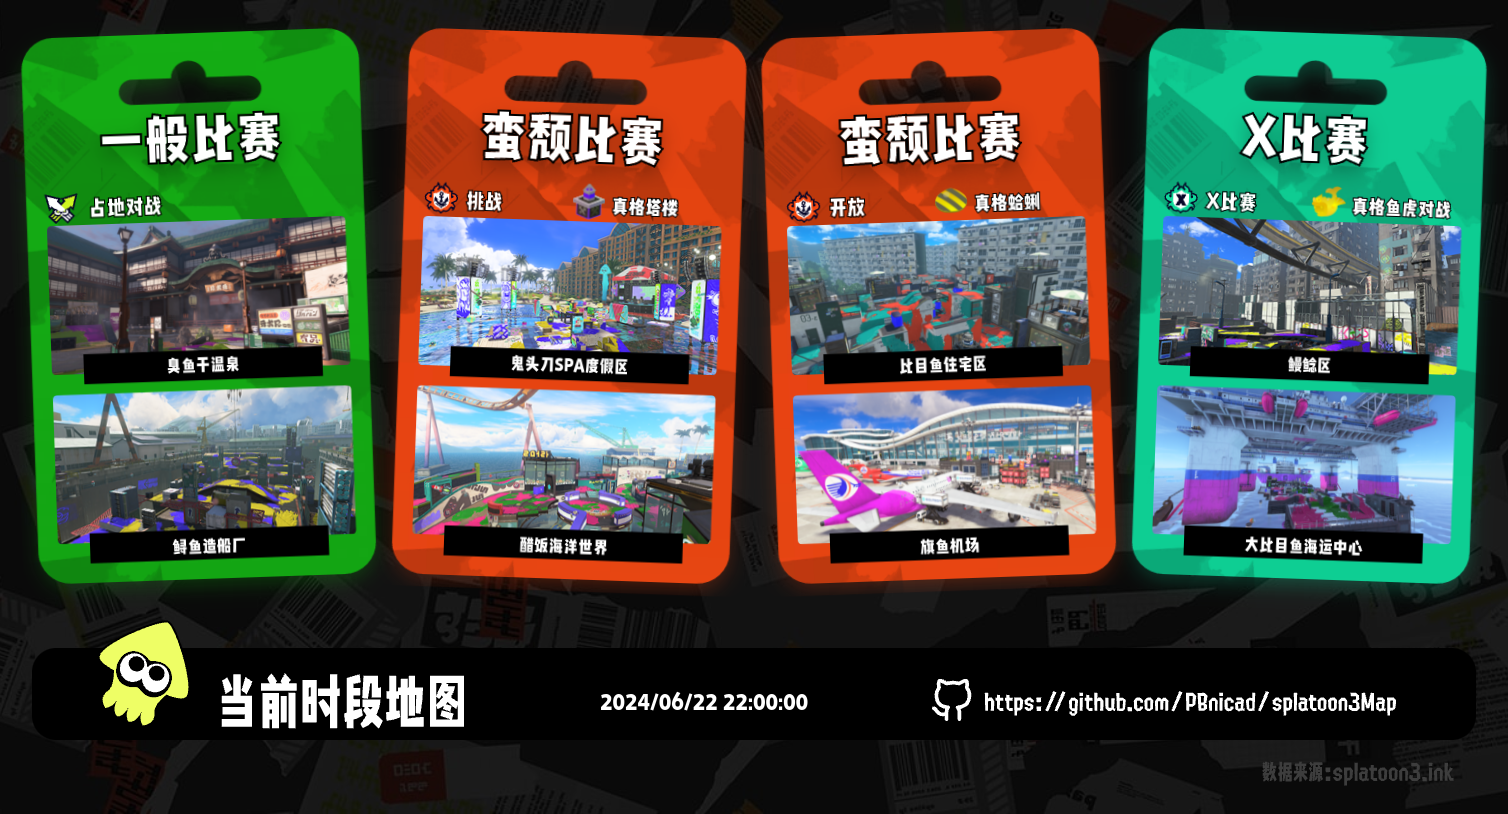 一般比赛
占地对战
臭鱼干温泉
鲟鱼造船厂
蛮颓比赛
挑战
真格塔楼
鬼头刀SPA度假区
醋饭海洋世界
蛮颓比赛
开放
真格蛤蜊
比目鱼住宅区
旗鱼机场
X比赛
X比赛
真格鱼虎对战
鳗鲶区
大比目鱼海运中心
当前时段地图
2024/06/22 22:00:00
https://github.com/PBnicad/splatoon3Map
数据来源:splatoon3.ink